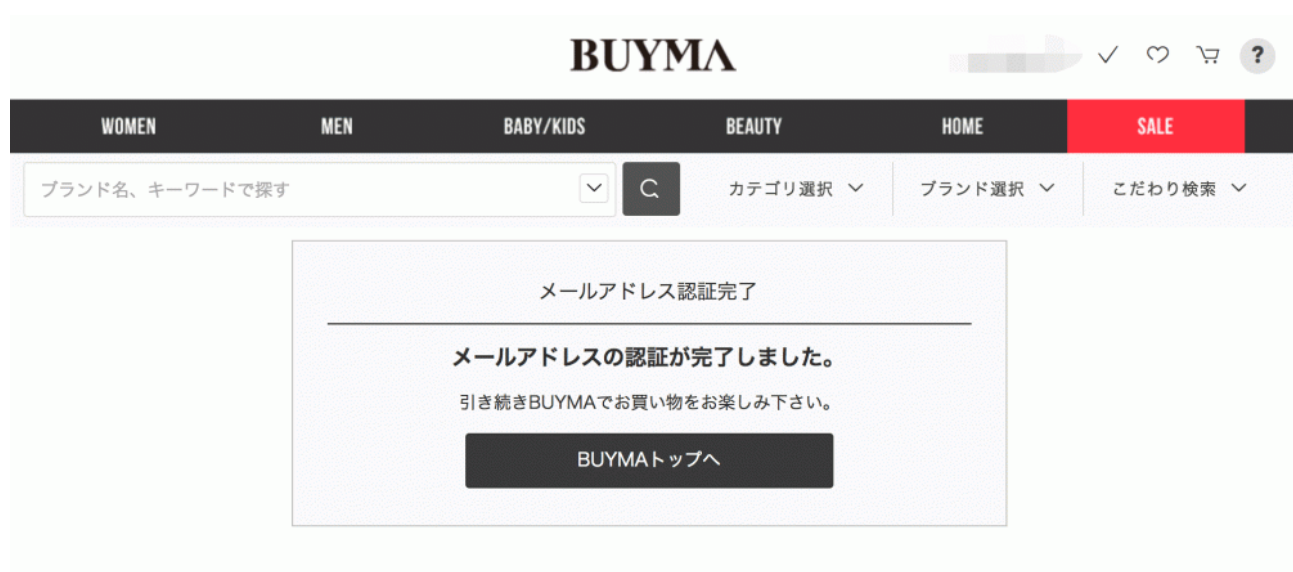 BUYMA
?
WOMEN MEN BABY/KIDS BEAUTY HOME SALE
ブランド名、キーワードで探す カテゴリ選択 ブランド選択 こだわり検索
メールアドレス認証完了
メールアドレスの認証が完了しました。
引き続きBUYMAでお買い物をお楽しみ下さい。
BUYMAトップへ